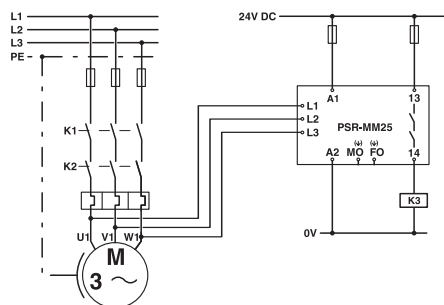 L1
L2
L3
PE
K1
K2
U1 V1 W1
M
3 ~
24V DC
A1 13
L1
L2
L3
PSR-MM25
A2 MO FO 14
K3
0V